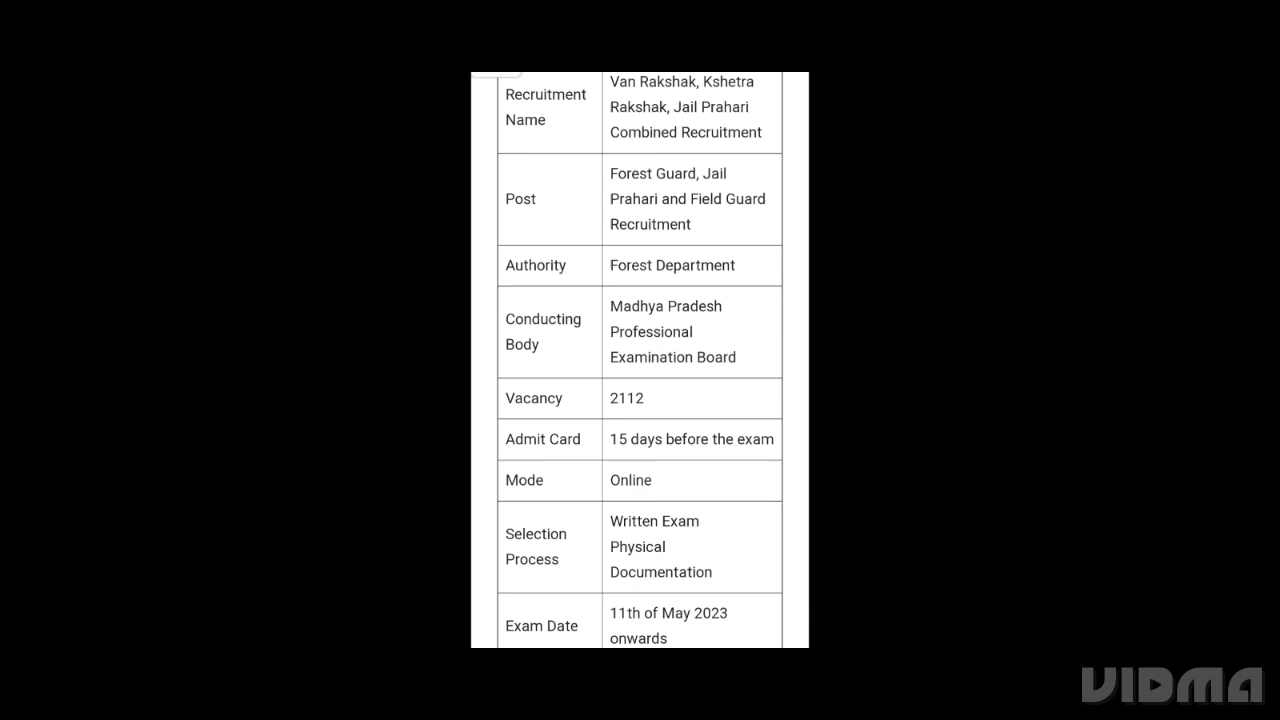 Recruitment Name
Van Rakshak, Kshetra
Rakshak, Jail Prahari
Combined Recruitment
Post
Forest Guard, Jail
Prahari and Field Guard
Recruitment
Authority
Forest Department
Conducting
Body
Madhya Pradesh
Professional
Examination Board
Vacancy
2112
Admit Card
15 days before the exam
Mode
Online
Selection
Process
Written Exam
Physical
Documentation
Exam Date
11th of May 2023
onwards
VIDMA